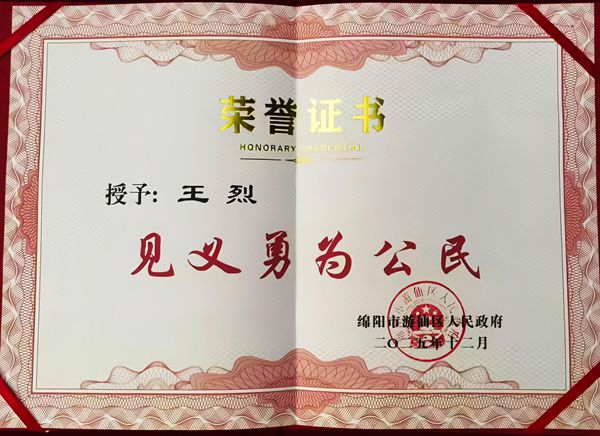 荣誉证书
HONORARY CREDENTIAL
授予：王烈
见义勇为公民
绵阳市游仙区人民政府
二〇 五年十二月